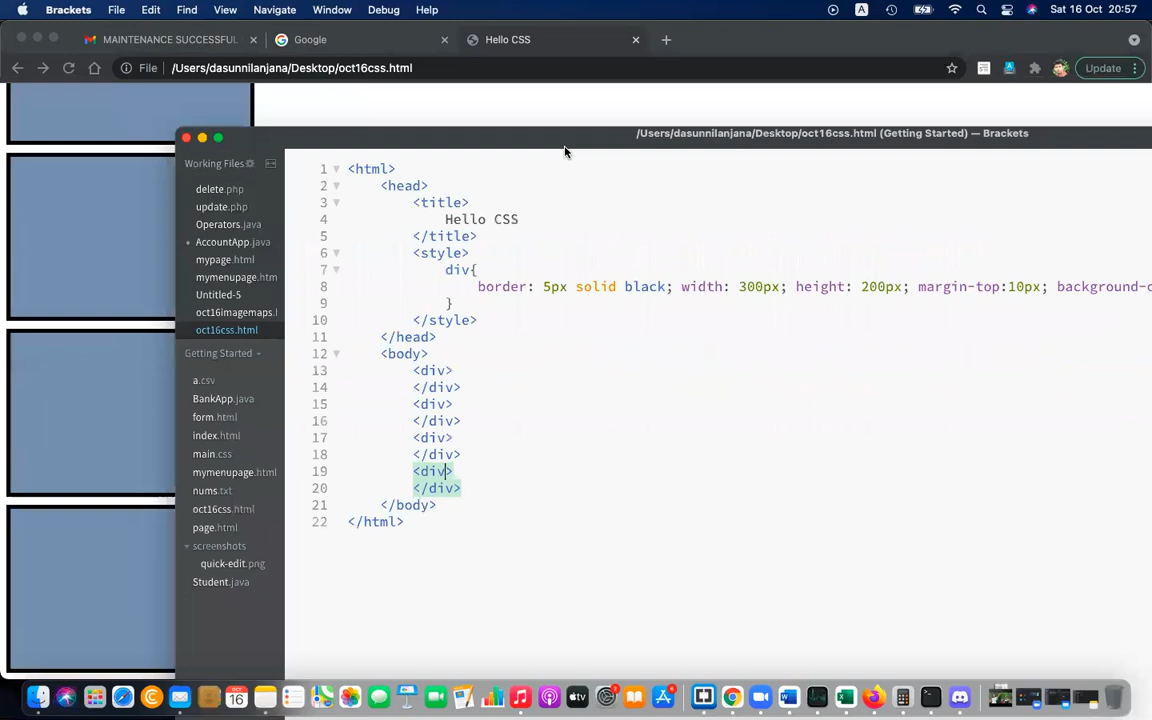 Brackets File Edit Find View Navigate Window Debug Help A Sat 16 Oct 20:57
MAINTENANCE SUCCESSFUL Google Hello CSS
File /Users/dasunnilanjana/Desktop/oct16css.html Update
/Users/dasunnilanjana/Desktop/oct16css.html (Getting Started) — Brackets
Working Files
delete.php
update.php
Operators.java
AccountApp.java
mypage.html
mymenupage.htm
Untitled-5
oct16imagemaps.
oct16css.html
Getting Started
a.csv
BankApp.java
form.html
index.html
main.css
mymenupage.html
nums.txt
oct16css.html
page.html
screenshots
quick-edit.png
Student.java
1 <html>
2 <head>
3 <title>
4 Hello CSS
5 </title>
6 <style>
7 div{
8 border: 5px solid black; width: 300px; height: 200px; margin-top:10px; background-c
9 }
10 </style>
11 </head>
12 <body>
13 <div>
14 </div>
15 <div>
16 </div>
17 <div>
18 </div>
19 <div>
20 </div>
21 </body>
22 </html>
OCT
16
tv